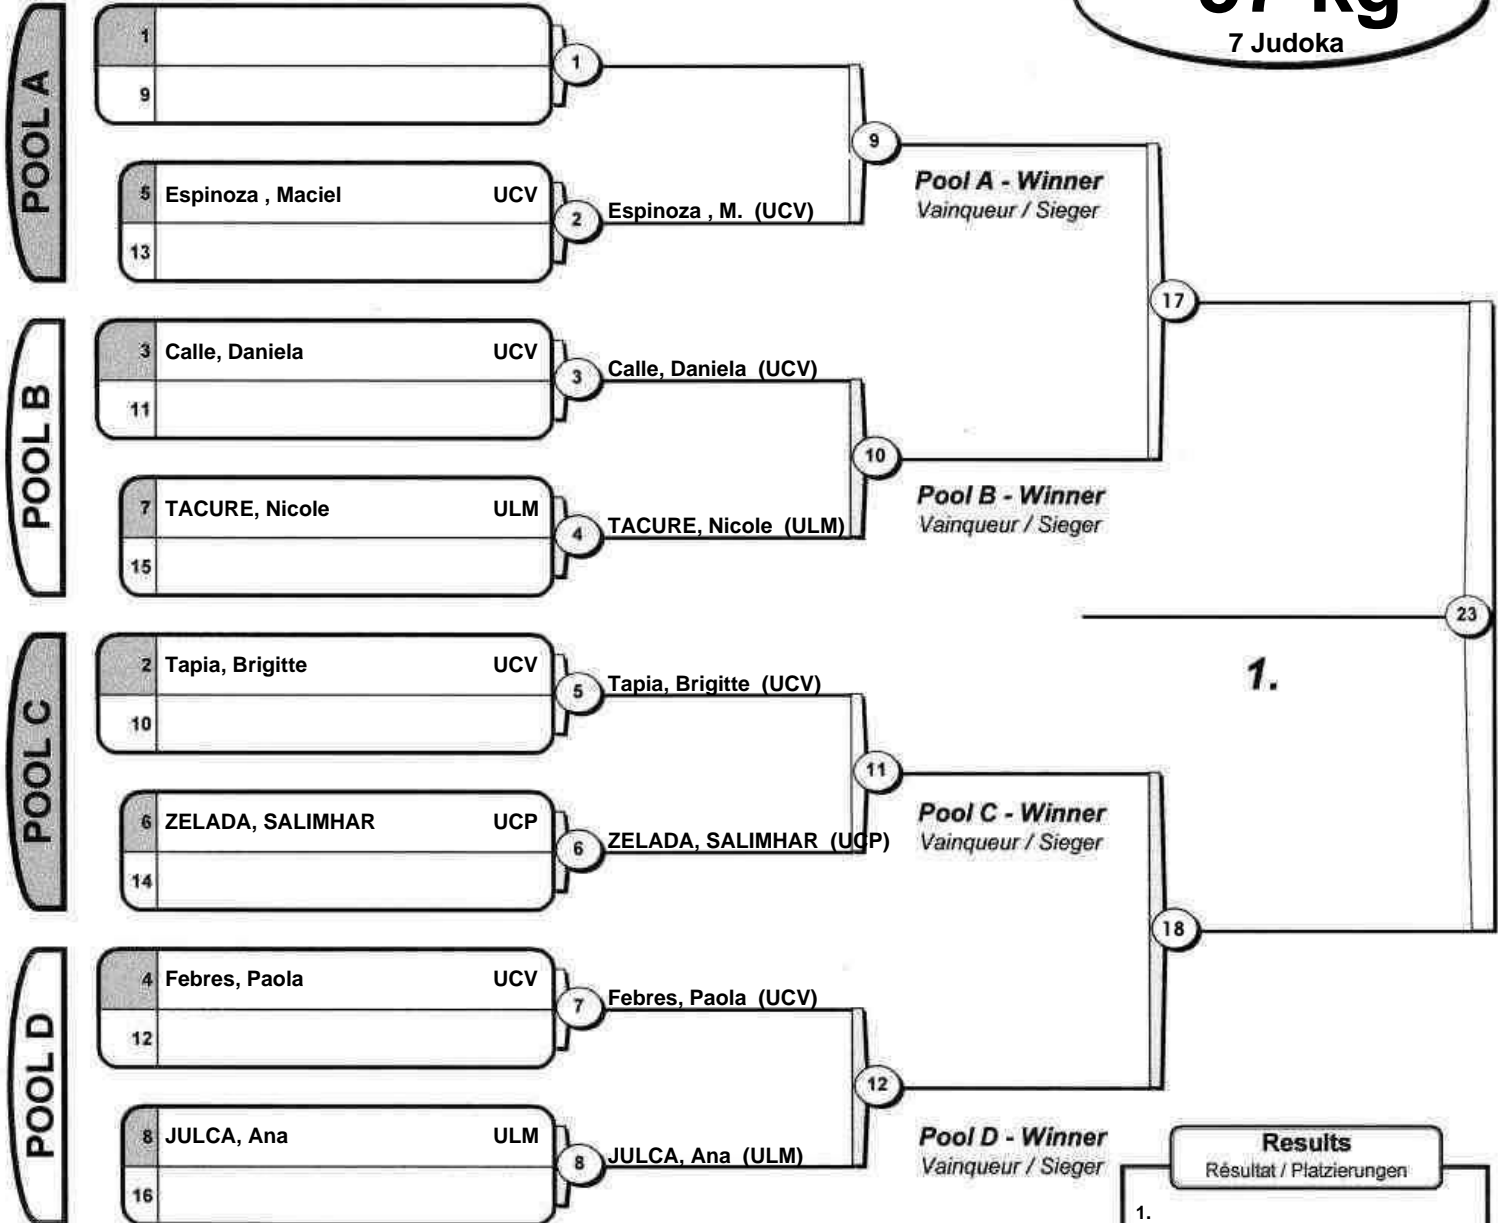 kg
7 Judoka
POOL A
1
9
1
5 Espinoza , Maciel UCV
13
2
Espinoza , M. (UCV)
9
Pool A - Winner
Vainqueur / Sieger
17
POOL B
3 Calle, Daniela UCV
11
3
Calle, Daniela (UCV)
7 TACURE, Nicole ULM
15
4
TACURE, Nicole (ULM)
10
Pool B - Winner
Vainqueur / Sieger
23
1.
POOL C
2 Tapia, Brigitte UCV
10
5
Tapia, Brigitte (UCV)
6 ZELADA, SALIMHAR UCP
14
6
ZELADA, SALIMHAR (UCP)
11
Pool C - Winner
Vainqueur / Sieger
18
POOL D
4 Febres, Paola UCV
12
7
Febres, Paola (UCV)
8 JULCA, Ana ULM
16
8
JULCA, Ana (ULM)
12
Pool D - Winner
Vainqueur / Sieger
Results
Résultat / Platzierungen
1.